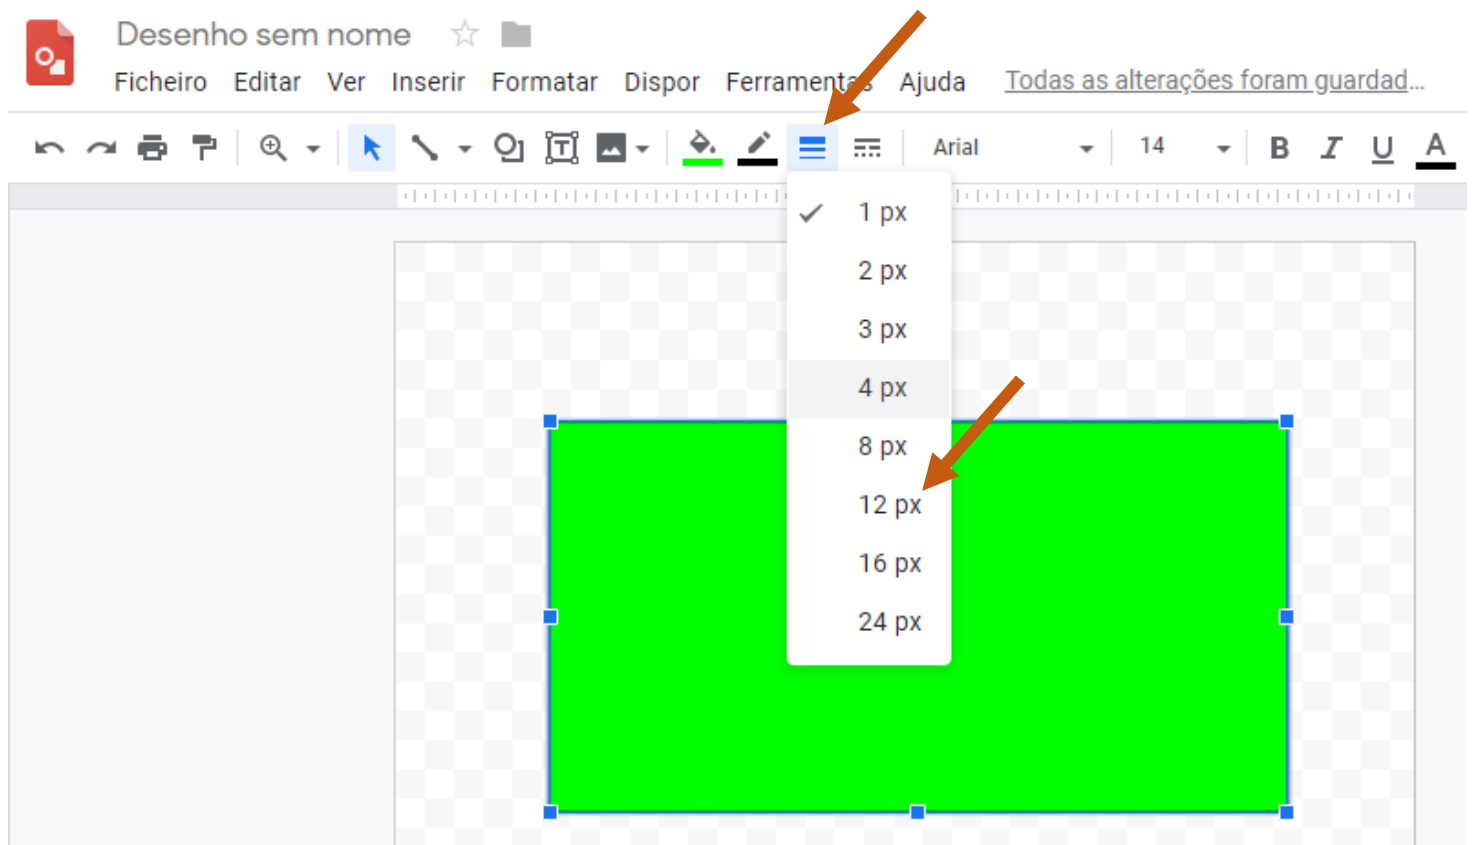 Desenho sem nome
Ficheiro Editar Ver Inserir Formatar Dispor Ferramentas Ajuda Todas as alterações foram guardad...
Arial 14 B I U A
1 px
2 px
3 px
4 px
8 px
12 px
16 px
24 px